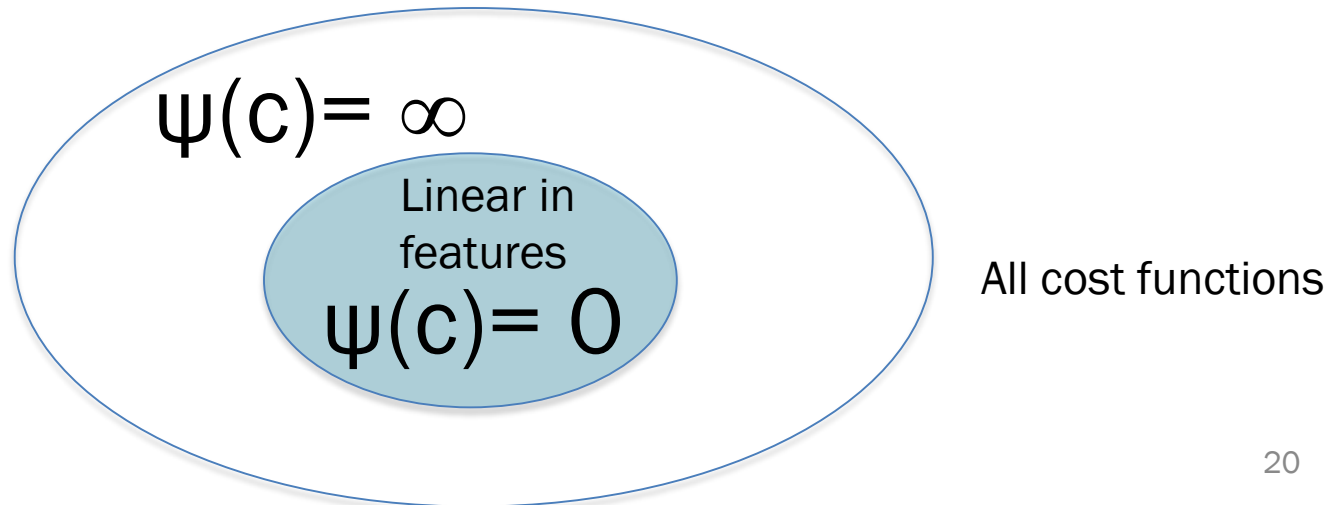 ψ(c)= ∞
Linear in
features
ψ(c)= 0
All cost functions
20